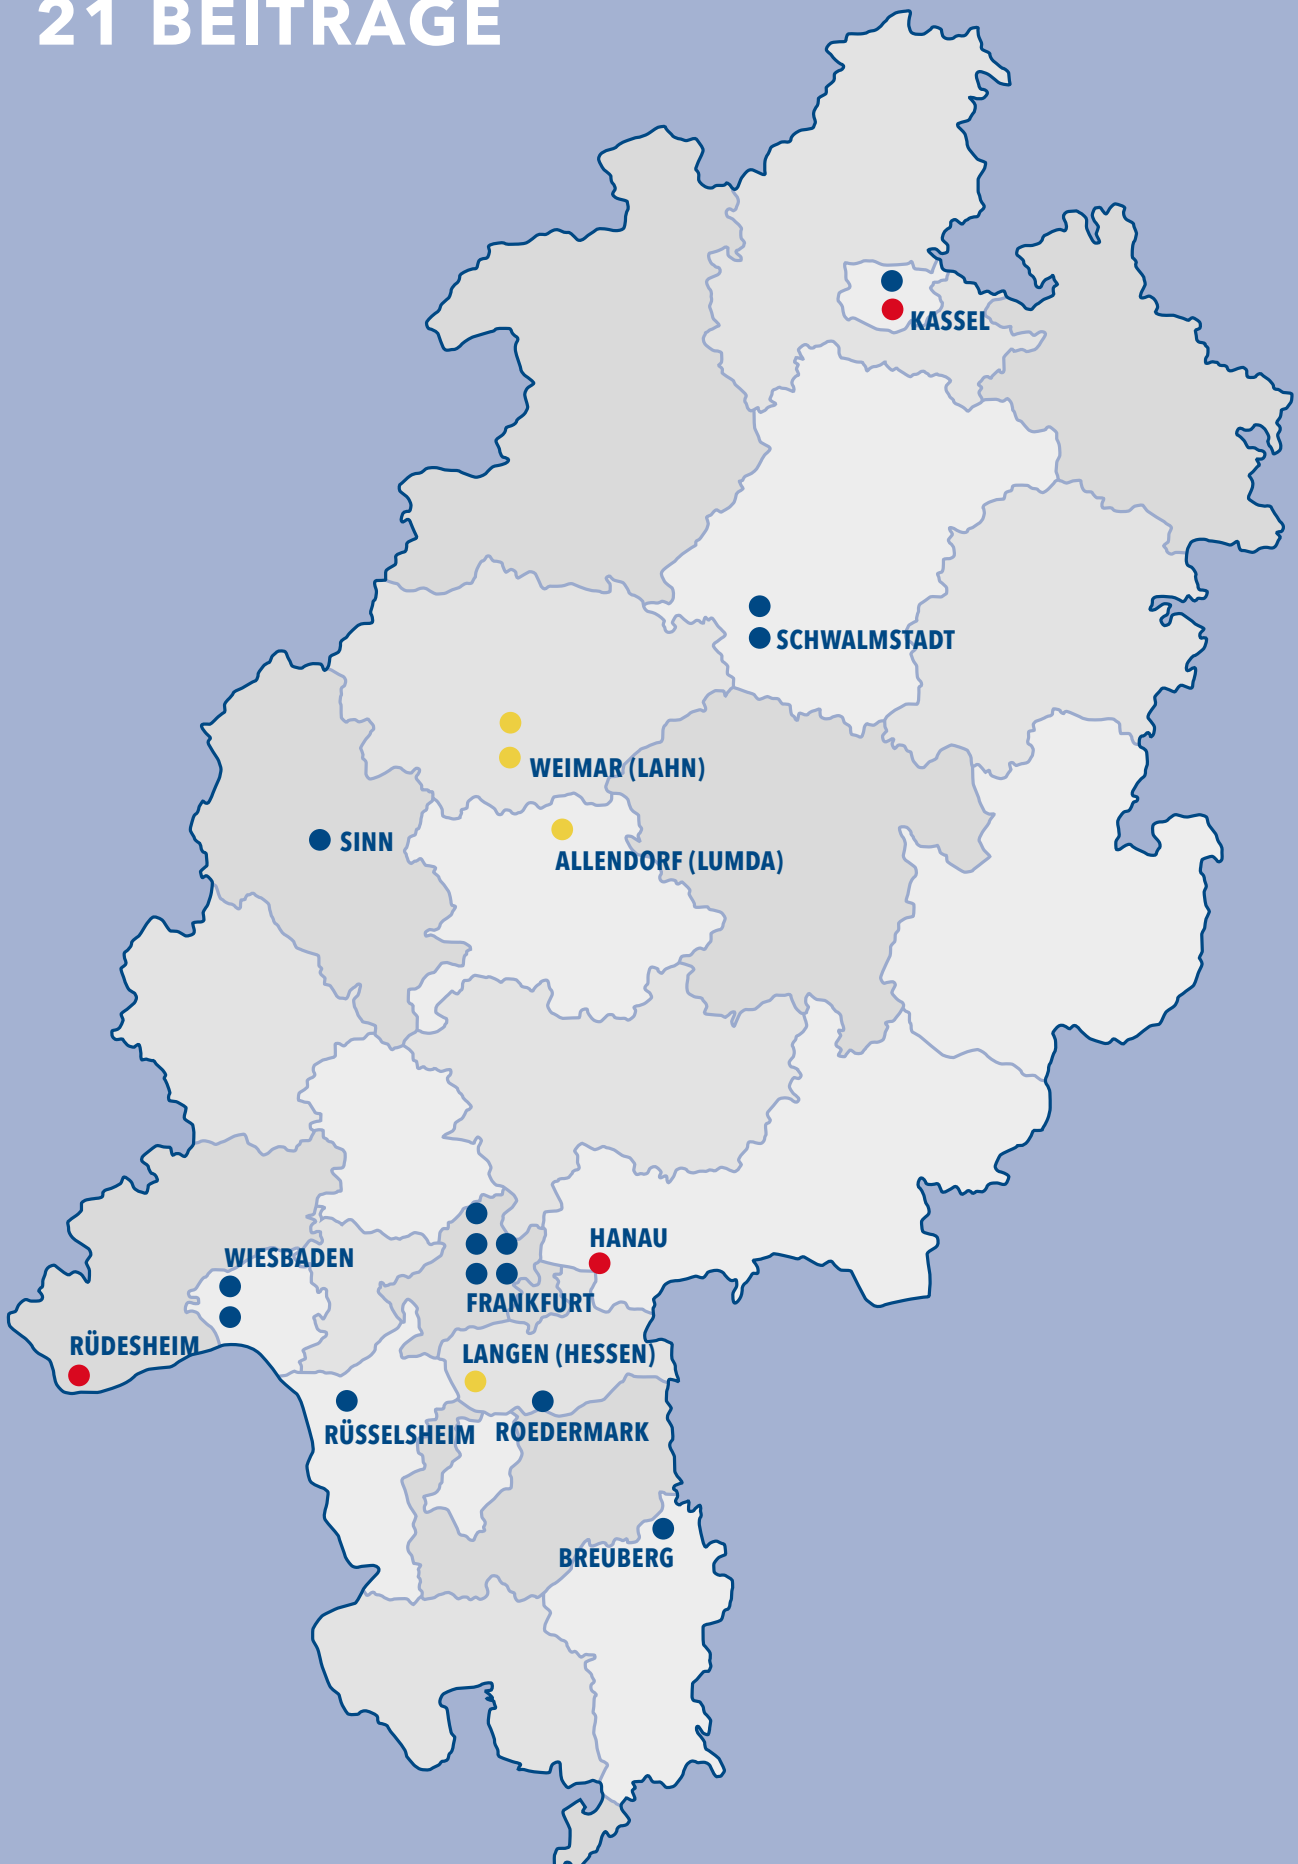 21 BEITRÄGE
KASSEL
SCHWALMSTADT
WEIMAR (LAHN)
SINN
ALLENDORF (LUMDA)
HANAU
WIESBADEN
FRANKFURT
RÜDESHEIM
LANGEN (HESSEN)
RÜSSELSHEIM
ROEDERMARK
BREUBERG